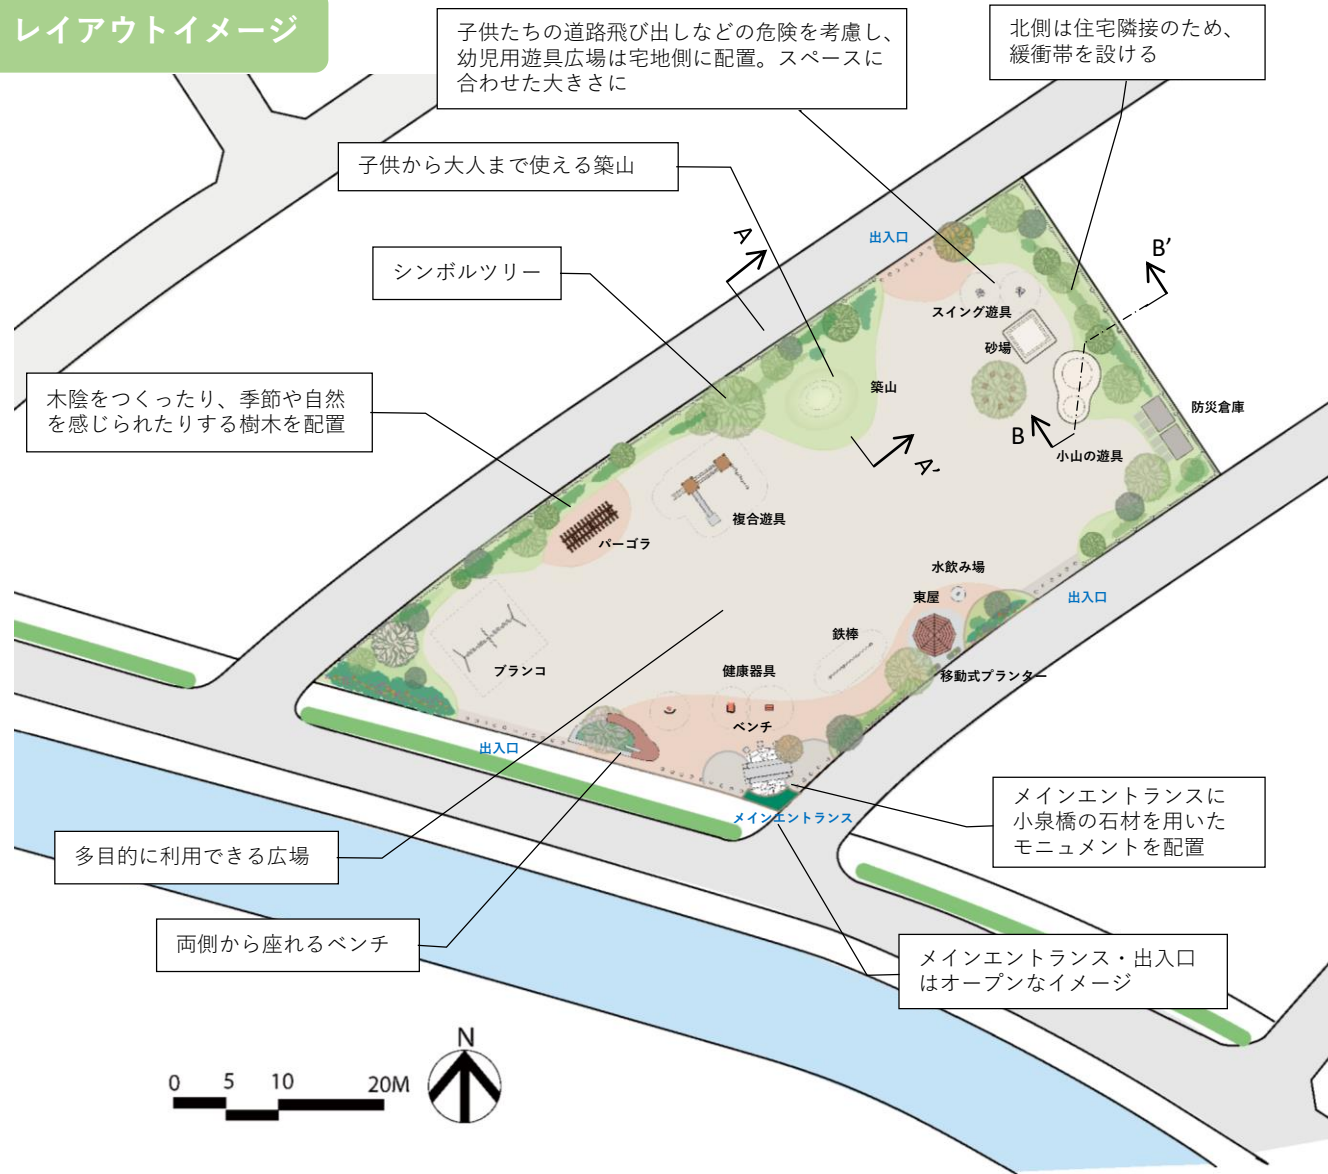 レイアウトイメージ
子供たちの道路飛び出しなどの危険を考慮し、
幼児用遊具広場は宅地側に配置。スペースに
合わせた大きさに
北側は住宅隣接のため、
緩衝帯を設ける
子供から大人まで使える築山
シンボルツリー
木陰をつくったり、季節や自然
を感じられたりする樹木を配置
A
出入口
B’
スイング遊具
砂場
築山
防災倉庫
B
小山の遊具
A’
複合遊具
パーゴラ
水飲み場
東屋
出入口
鉄棒
ブランコ
健康器具
移動式プランター
ベンチ
出入口
メインエントランス
多目的に利用できる広場
両側から座れるベンチ
メインエントランスに
小泉橋の石材を用いた
モニュメントを配置
メインエントランス・出入口
はオープンなイメージ
N
0 5 10 20M